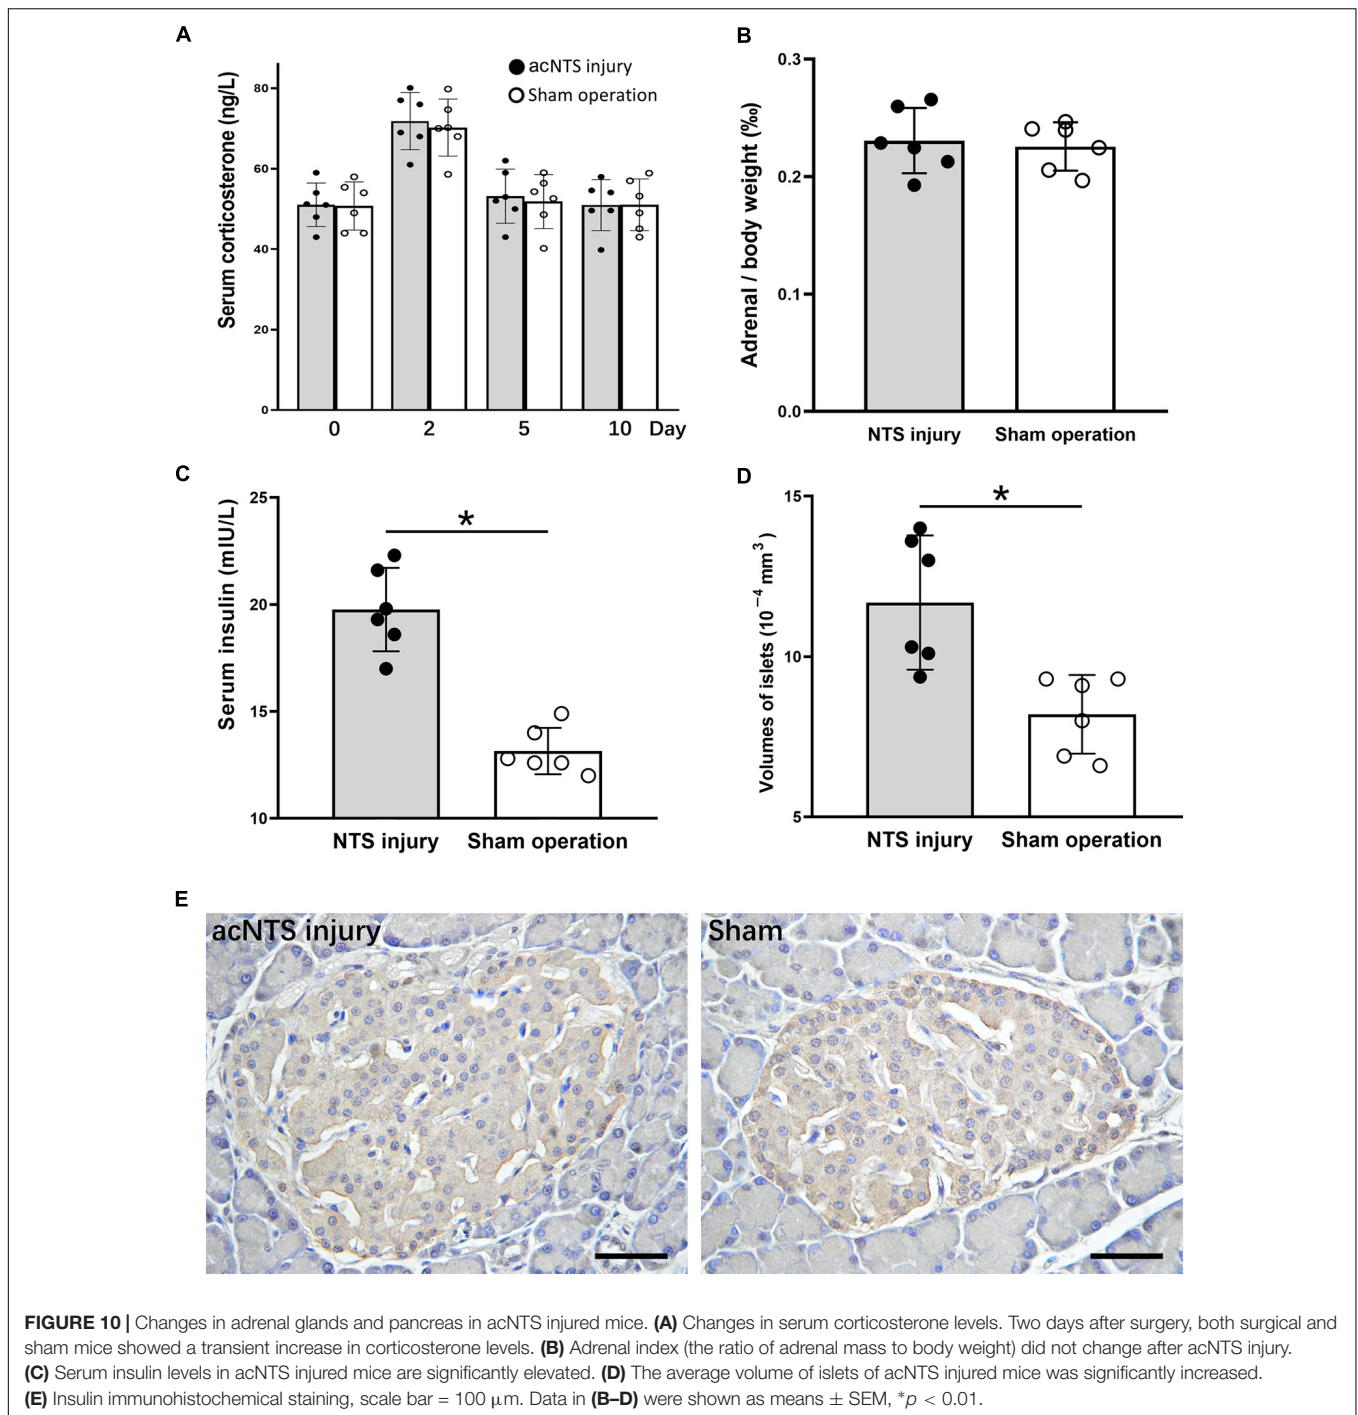 A
acNTS injury
Sham operation
Serum corticosterone (ng/L)
80
60
40
20
0
0 2 5 10 Day
B
Adrenal / body weight (‰)
0.3
0.2
0.1
0.0
NTS injury Sham operation
C
Serum insulin (mIU/L)
25
20
15
10
*
NTS injury Sham operation
D
Volumes of islets (10⁻⁴ mm³)
15
10
5
*
NTS injury Sham operation
E
acNTS injury
Sham
FIGURE 10 | Changes in adrenal glands and pancreas in acNTS injured mice. (A) Changes in serum corticosterone levels. Two days after surgery, both surgical and
sham mice showed a transient increase in corticosterone levels. (B) Adrenal index (the ratio of adrenal mass to body weight) did not change after acNTS injury.
(C) Serum insulin levels in acNTS injured mice are significantly elevated. (D) The average volume of islets of acNTS injured mice was significantly increased.
(E) Insulin immunohistochemical staining, scale bar = 100 μm. Data in (B–D) were shown as means ± SEM, *p < 0.01.